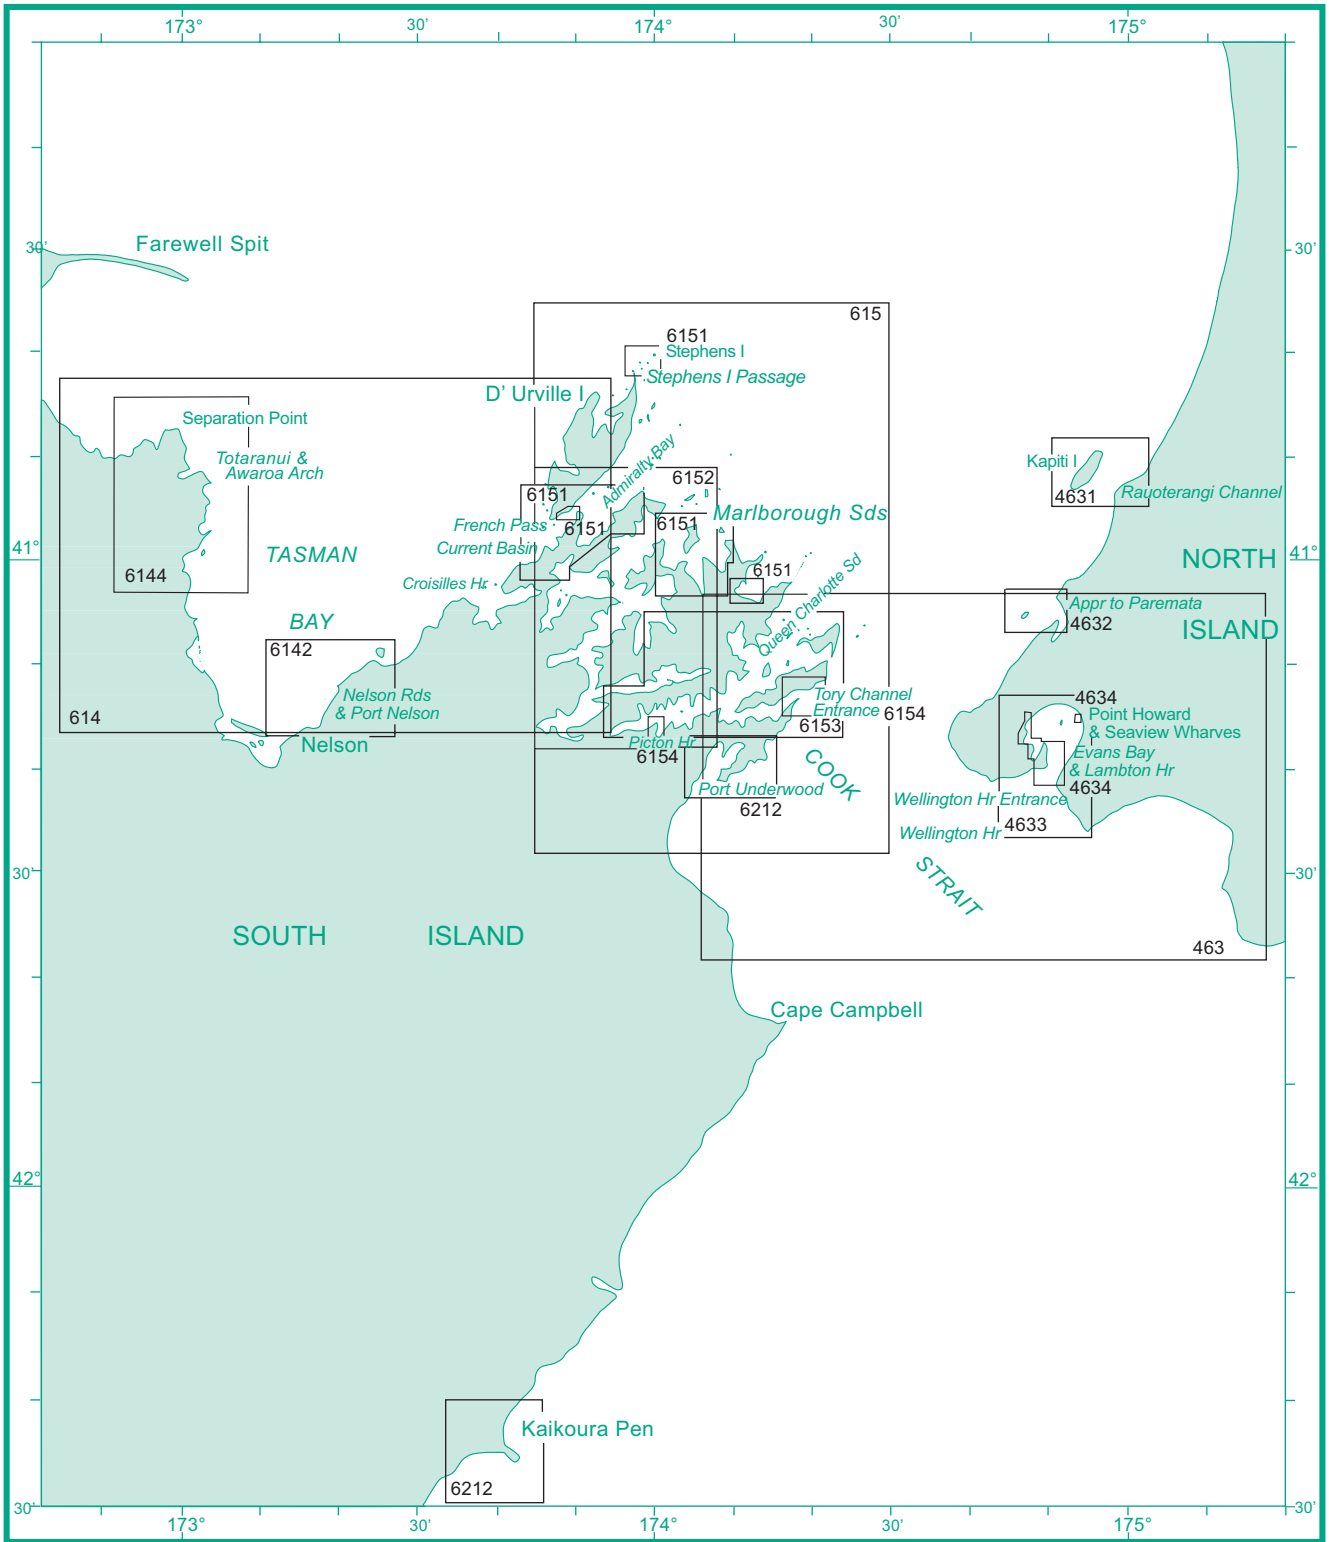 173°
30'
174°
30'
175°
Farewell Spit
30'
30'
615
6151
Stephens I
Stephens I Passage
D' Urville I
Separation Point
Totaranui &
Awaroa Arch
Admiralty Bay
Kapiti I
4631
Rauoterangi Channel
6152
6151
French Pass
6151
6151
Marlborough Sds
Current Basin
41°
TASMAN
NORTH
41°
6144
Croisilles Hr
6151
Queen Charlotte Sd
Appr to Paremata
4632
BAY
ISLAND
6142
Nelson Rds
& Port Nelson
614
Nelson
Tory Channel
Entrance
6154
6153
4634
Point Howard
& Seaview Wharves
Picton Hr
6154
Evans Bay
& Lambton Hr
4634
COOK
Port Underwood
6212
Wellington Hr Entrance
Wellington Hr
4633
30'
30'
STRAIT
SOUTH ISLAND
463
Cape Campbell
42°
42°
Kaikoura Pen
6212
30'
30'
173°
30'
174°
30'
175°